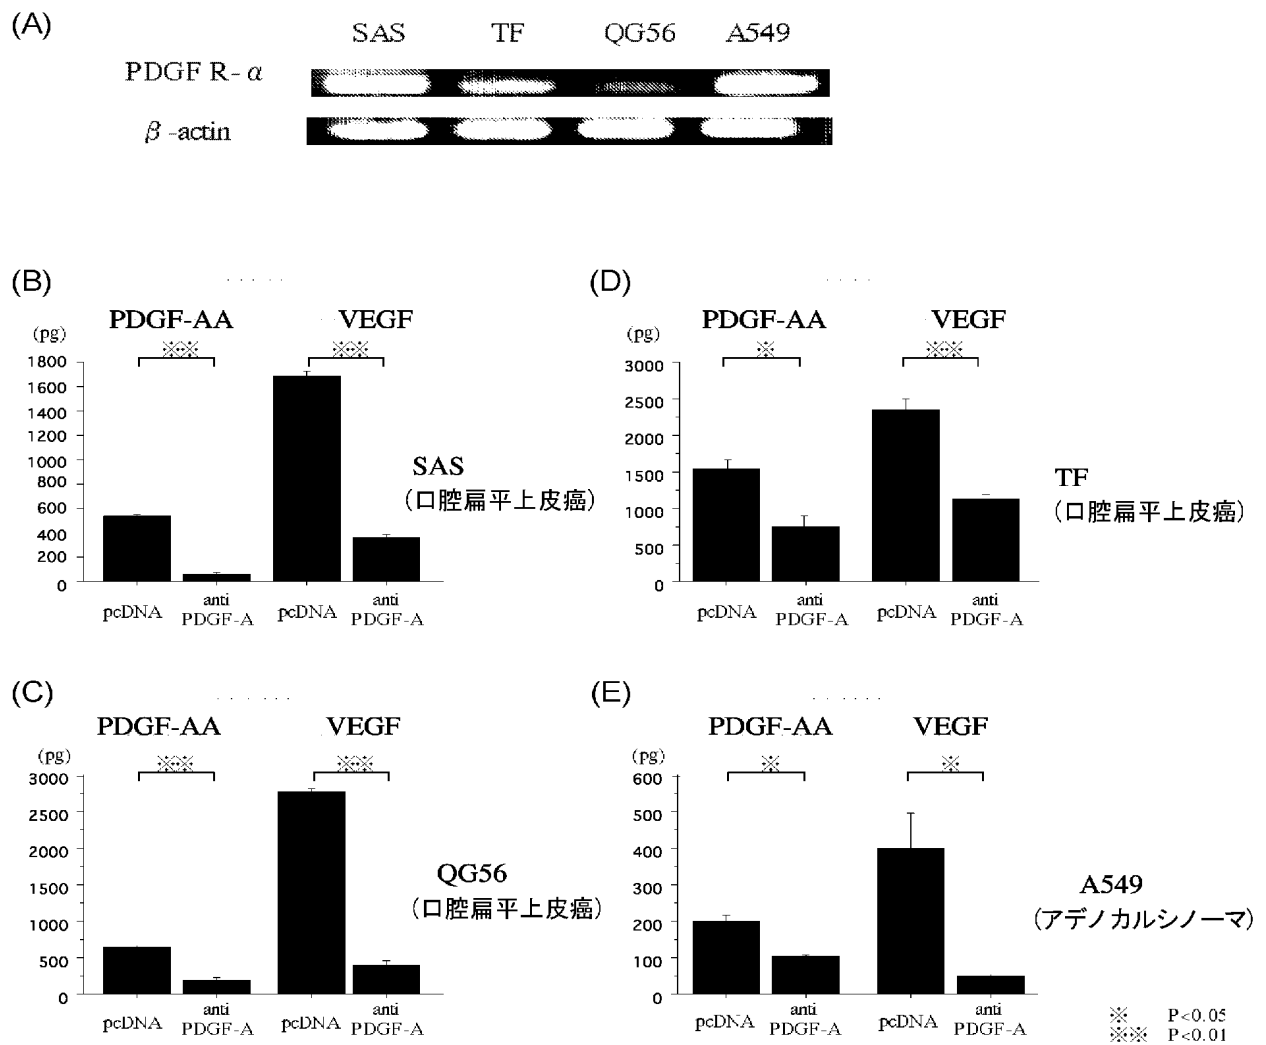 (A)
SAS TF QG56 A549
PDGF R-α
β-actin
(B)
PDGF-AA VEGF
(pg)
※※ ※※
1800
1600
1400
1200
1000
800
600
400
200
0
pcDNA anti PDGF-A pcDNA anti PDGF-A
SAS
(口腔扁平上皮癌)
(D)
PDGF-AA VEGF
(pg)
※ ※※
3000
2500
2000
1500
1000
500
0
pcDNA anti PDGF-A pcDNA anti PDGF-A
TF
(口腔扁平上皮癌)
(C)
PDGF-AA VEGF
(pg)
※※ ※※
3000
2500
2000
1500
1000
500
0
pcDNA anti PDGF-A pcDNA anti PDGF-A
QG56
(口腔扁平上皮癌)
(E)
PDGF-AA VEGF
(pg)
※ ※
600
500
400
300
200
100
0
pcDNA anti PDGF-A pcDNA anti PDGF-A
A549
(アデノカルシノーマ)
※ P<0.05
※※ P<0.01